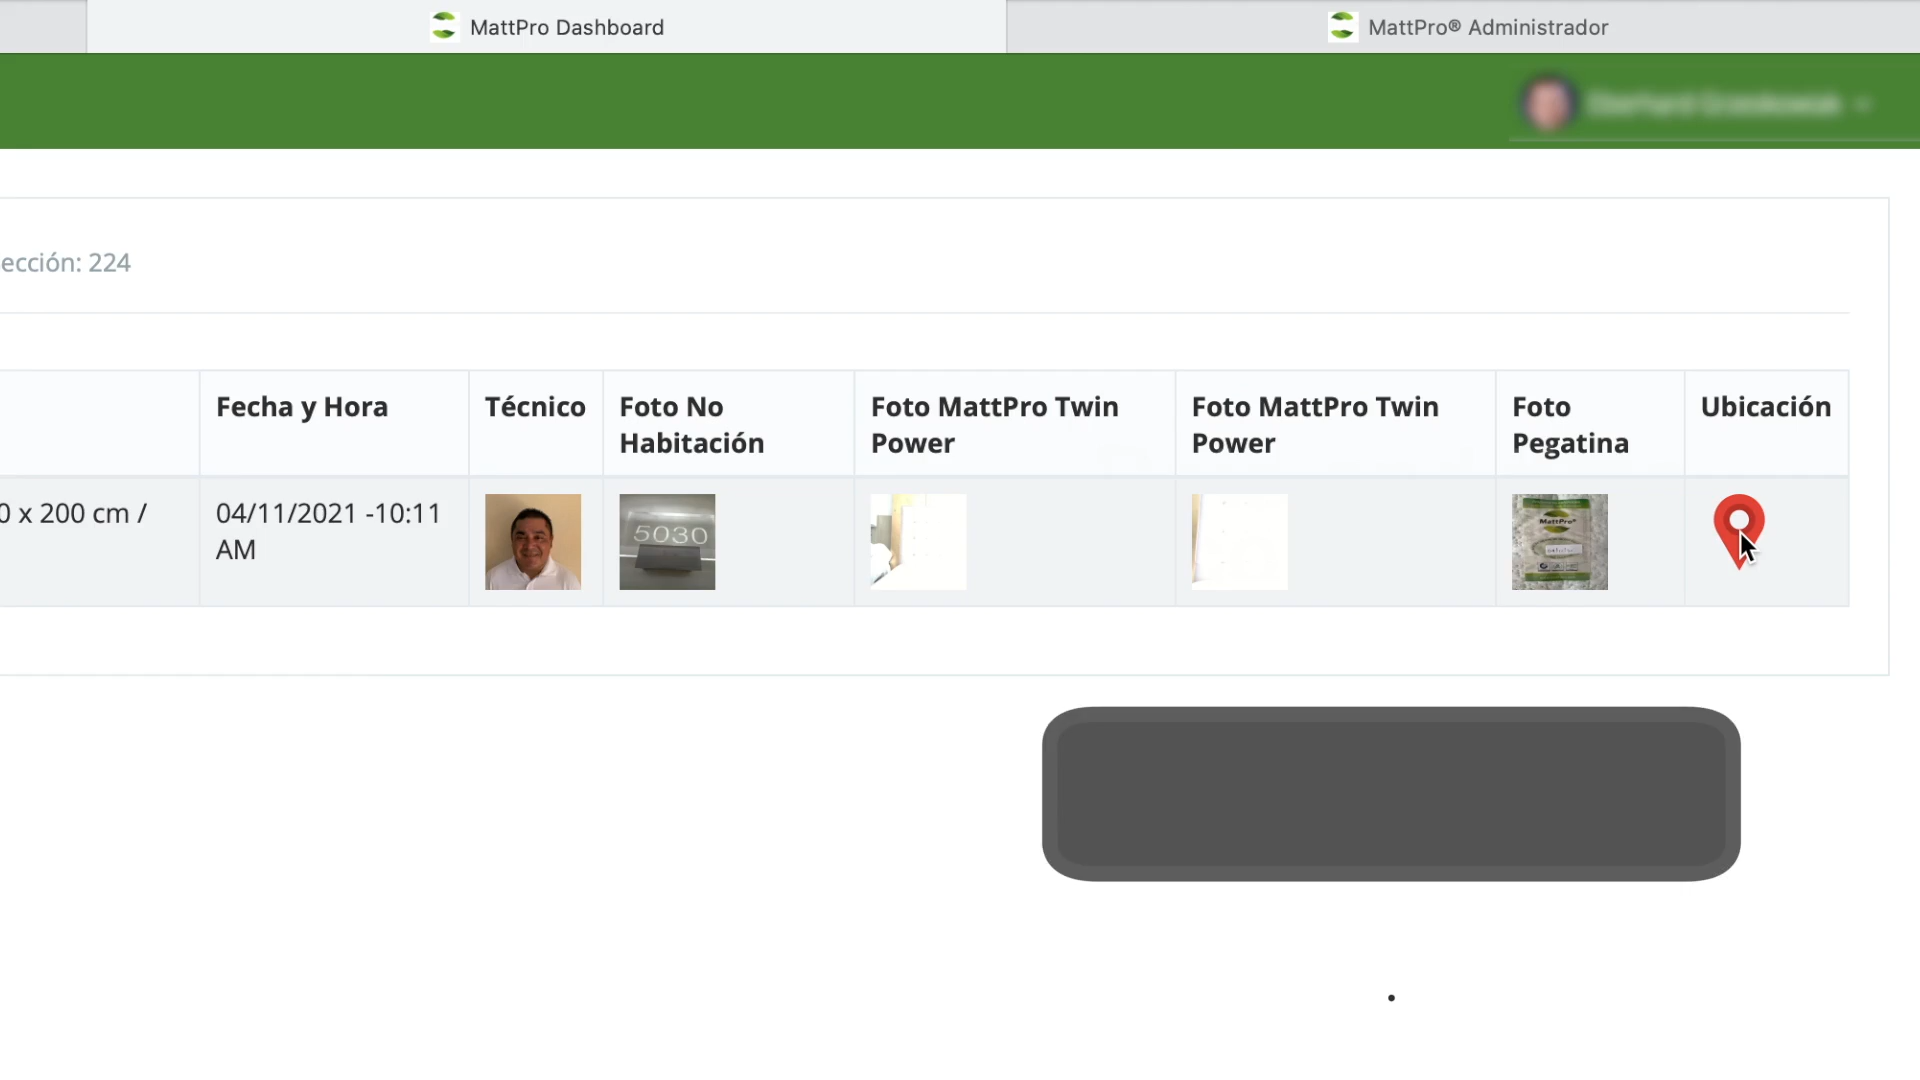 MattPro Dashboard
MattPro® Administrador
ección: 224
Fecha y Hora
Técnico
Foto No
Habitación
Foto MattPro Twin
Power
Foto MattPro Twin
Power
Foto
Pegatina
Ubicación
0 x 200 cm /
04/11/2021 -10:11
AM
5030
MattPro®